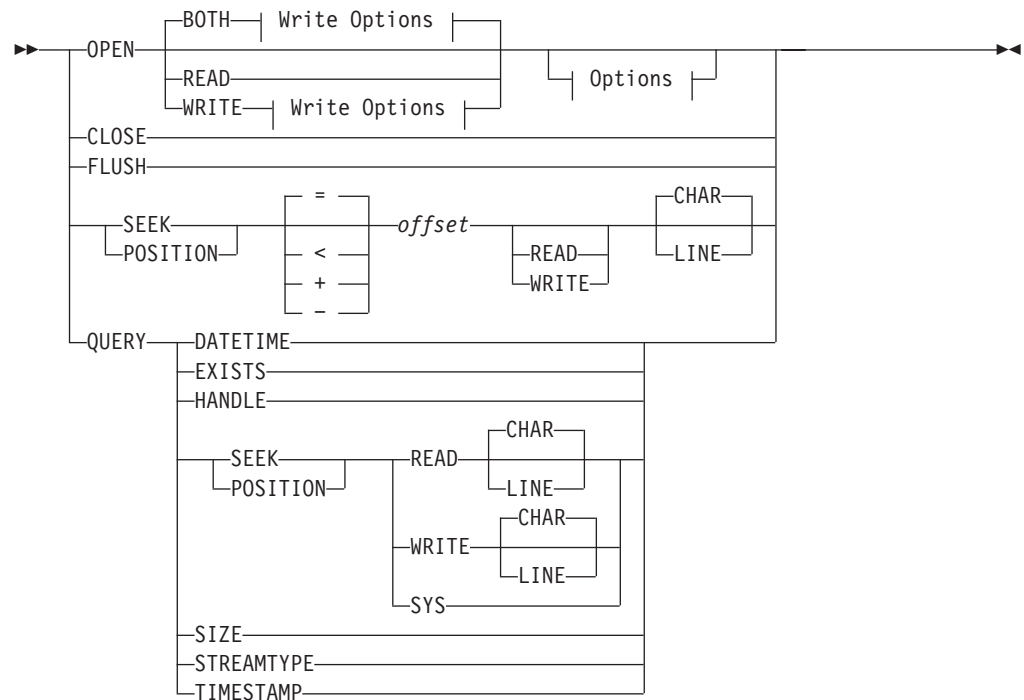 BOTH Write Options
OPEN
READ Options
WRITE Write Options
CLOSE
FLUSH
= CHAR
SEEK offset
POSITION < READ LINE
+ WRITE
−
QUERY DATETIME
EXISTS
HANDLE
CHAR
SEEK READ
POSITION LINE
CHAR
WRITE
LINE
SYS
SIZE
STREAMTYPE
TIMESTAMP